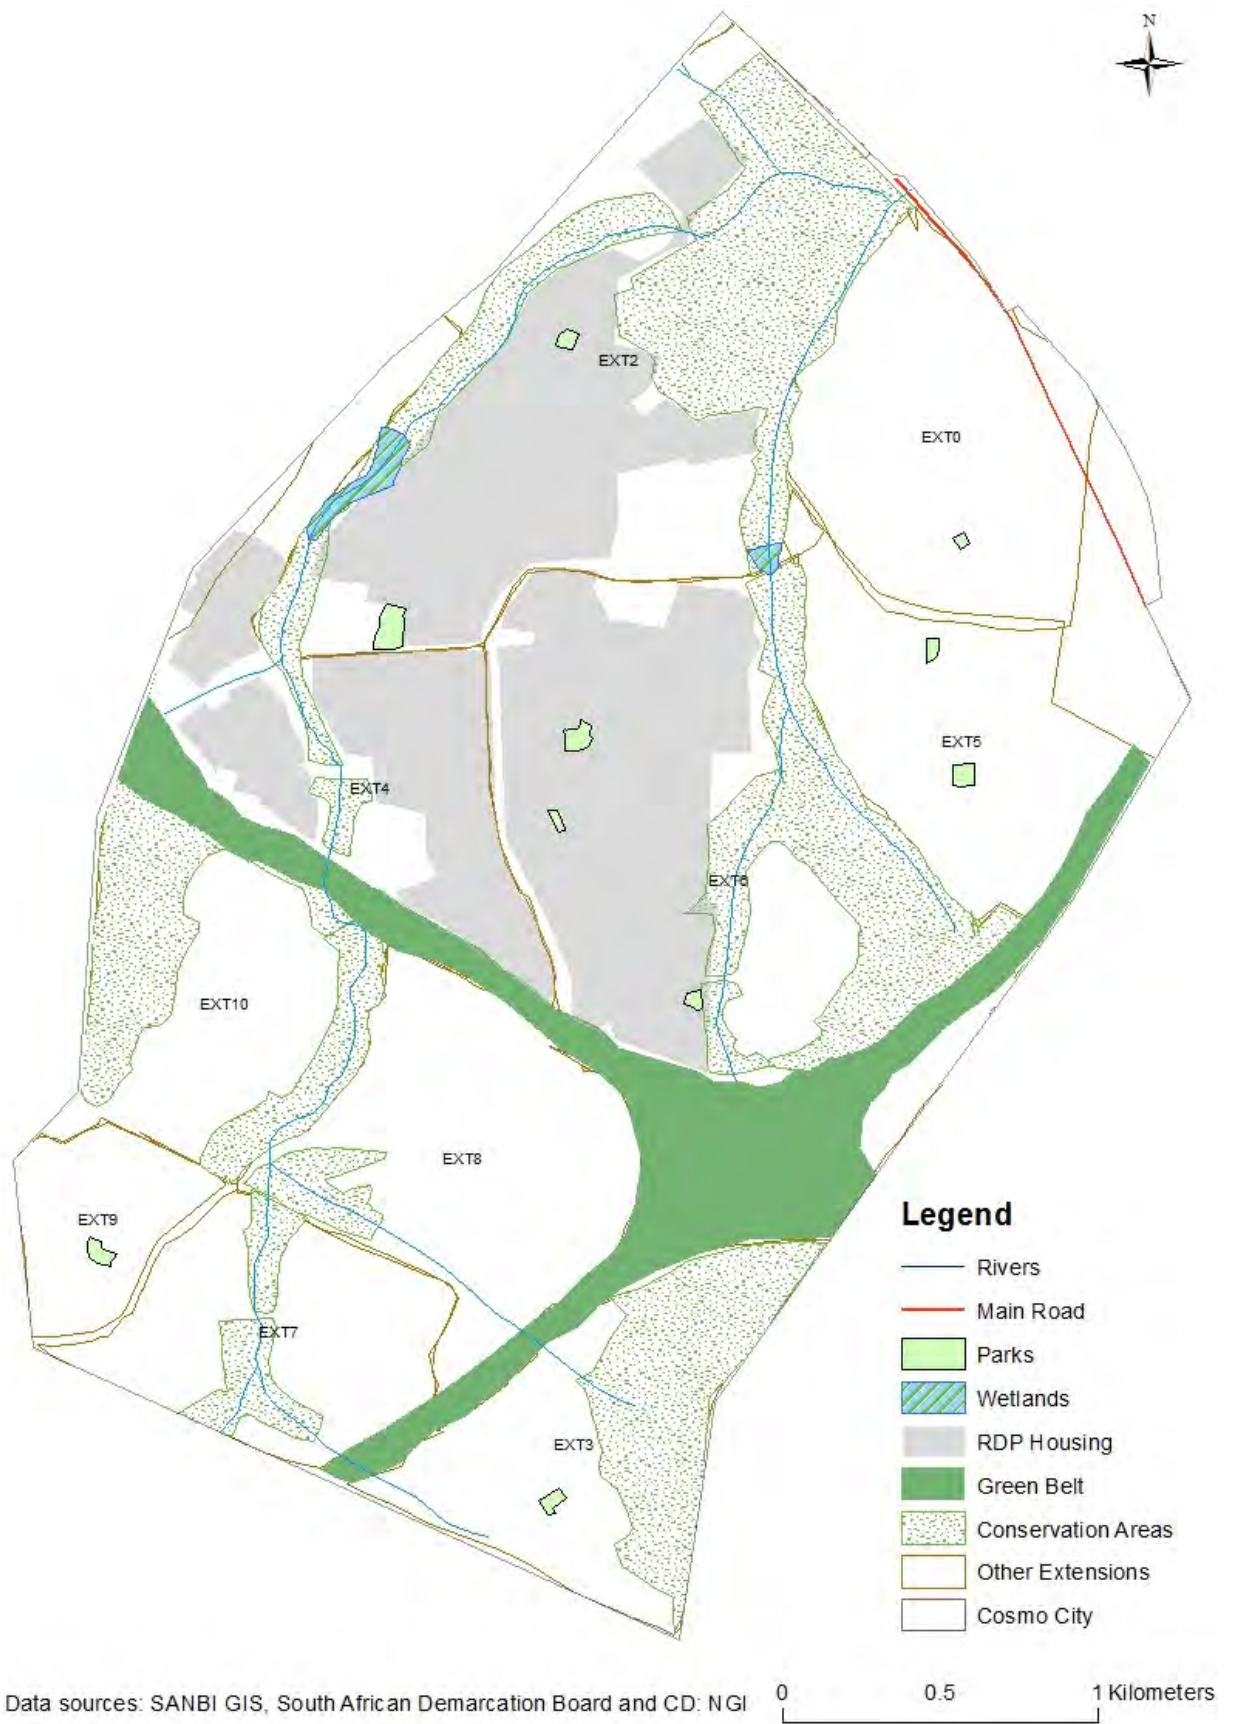 N
EXT2
EXT0
EXT5
EXT4
EXT6
EXT10
EXT8
EXT9
EXT7
EXT3
Legend
Rivers
Main Road
Parks
Wetlands
RDP Housing
Green Belt
Conservation Areas
Other Extensions
Cosmo City
0 0.5 1 Kilometers
Data sources: SANBI GIS, South African Demarcation Board and CD: NGI